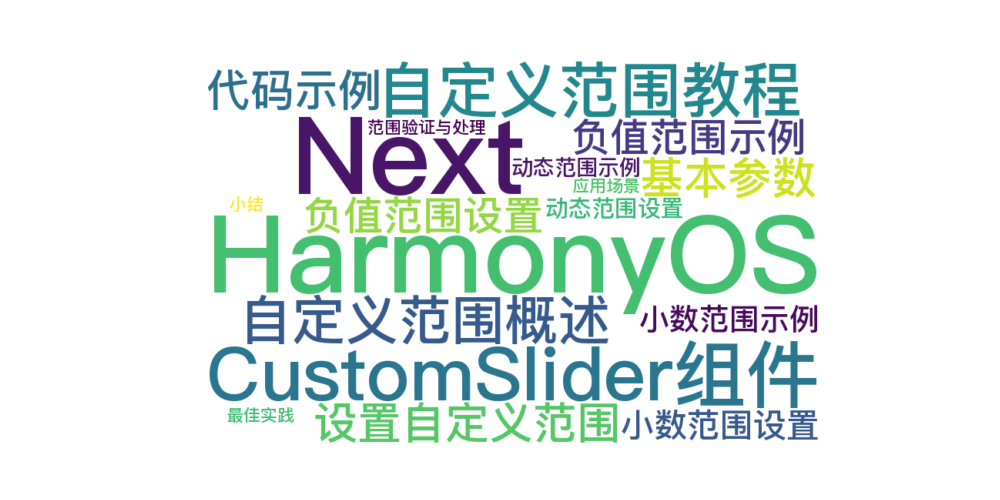 代码示例
自定义范围教程
Next
范围验证与处理
负值范围示例
动态范围示例
基本参数
应用场景
小结
负值范围设置
动态范围设置
HarmonyOS
自定义范围概述
小数范围示例
CustomSlider组件
最佳实践
设置自定义范围
小数范围设置